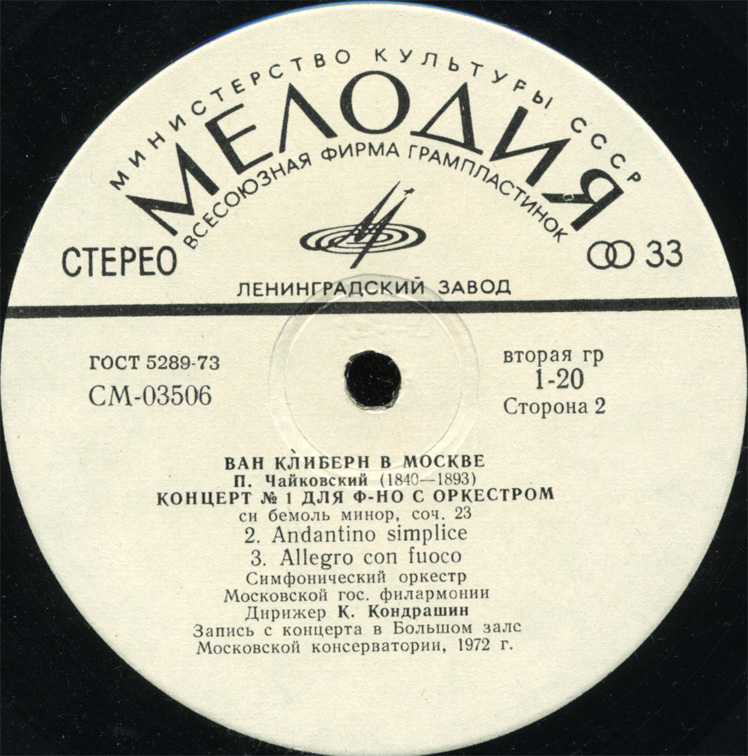 МИНИСТЕРСТВО КУЛЬТУРЫ СССР
МЕЛОДИЯ
ВСЕСОЮЗНАЯ ФИРМА ГРАМПЛАСТИНОК
СТЕРЕО
33
ЛЕНИНГРАДСКИЙ ЗАВОД
ГОСТ 5289-73
СМ-03506
вторая гр
1-20
Сторона 2
ВАН КЛИБЕРН В МОСКВЕ
П. Чайковский (1840—1893)
КОНЦЕРТ № 1 ДЛЯ Ф-НО С ОРКЕСТРОМ
си бемоль минор, соч. 23
2. Andantino simplice
3. Allegro con fuoco
Симфонический оркестр
Московской гос. филармонии
Дирижер К. Кондрашин
Запись с концерта в Большом зале
Московской консерватории, 1972 г.